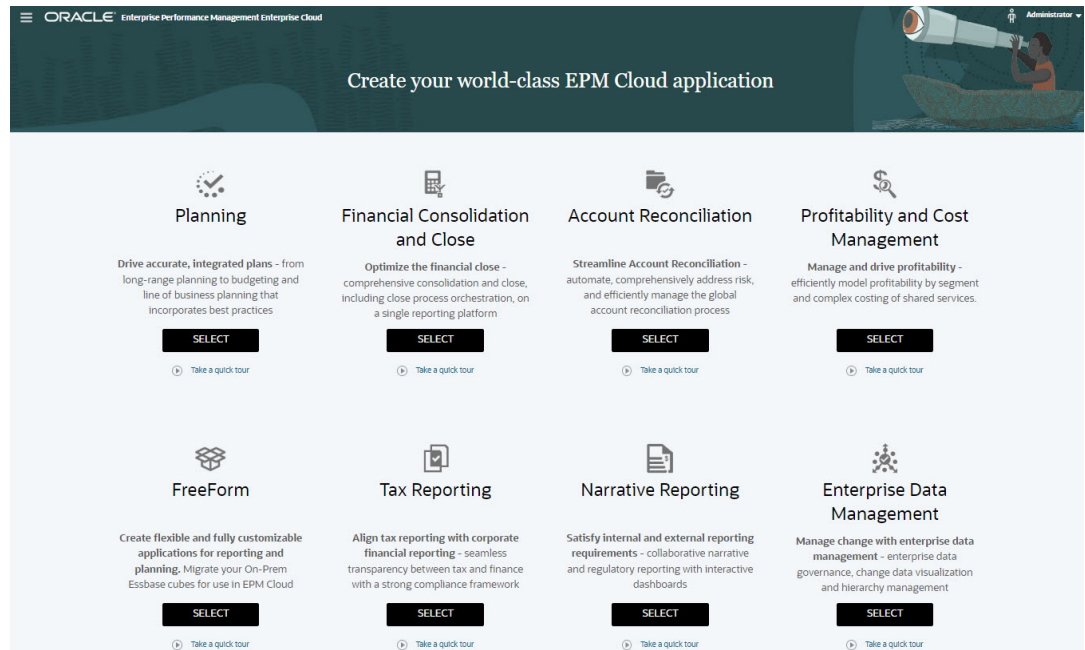 ORACLE Enterprise Performance Management Enterprise Cloud
Administrator
Create your world-class EPM Cloud application
Planning
Drive accurate, integrated plans - from
long-range planning to budgeting and
line of business planning that
incorporates best practices
SELECT
Take a quick tour
Financial Consolidation
and Close
Optimize the financial close -
comprehensive consolidation and close,
including close process orchestration, on
a single reporting platform
SELECT
Take a quick tour
Account Reconciliation
Streamline Account Reconciliation -
automate, comprehensively address risk,
and efficiently manage the global
account reconciliation process
SELECT
Take a quick tour
Profitability and Cost
Management
Manage and drive profitability -
efficiently model profitability by segment
and complex costing of shared services.
SELECT
Take a quick tour
FreeForm
Create flexible and fully customizable
applications for reporting and
planning. Migrate your On-Prem
Essbase cubes for use in EPM Cloud
SELECT
Take a quick tour
Tax Reporting
Align tax reporting with corporate
financial reporting - seamless
transparency between tax and finance
with a strong compliance framework
SELECT
Take a quick tour
Narrative Reporting
Satisfy internal and external reporting
requirements - collaborative narrative
and regulatory reporting with interactive
dashboards
SELECT
Take a quick tour
Enterprise Data
Management
Manage change with enterprise data
management - enterprise data
governance, change data visualization
and hierarchy management
SELECT
Take a quick tour